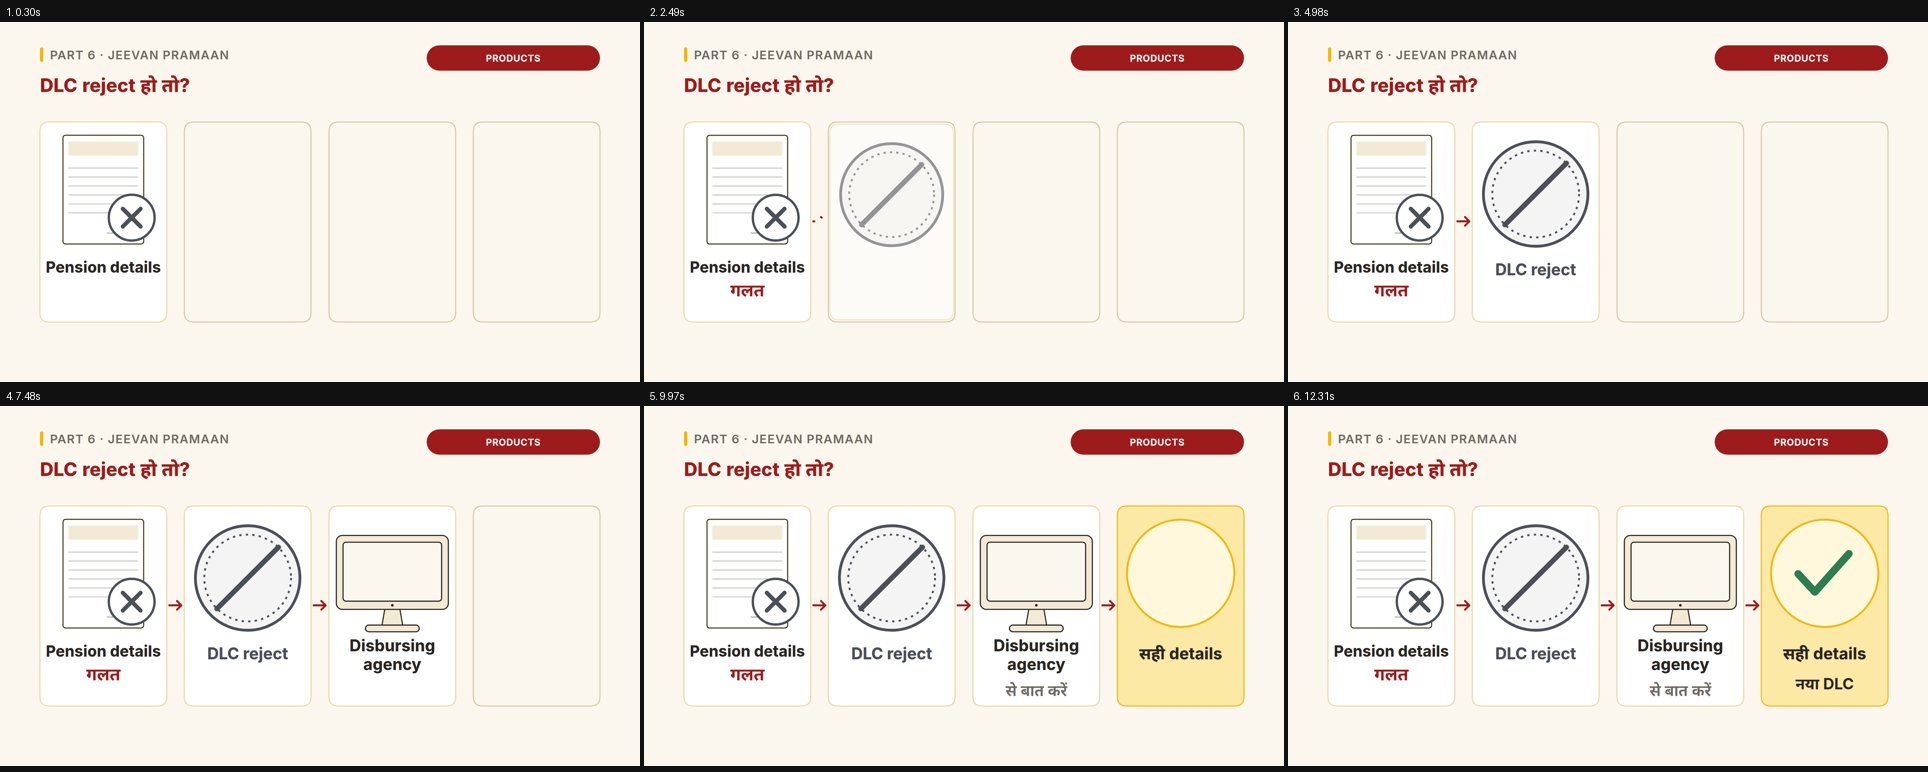 1. 0.30s
PART 6 · JEEVAN PRAMAAN
PRODUCTS
DLC reject हो तो?
Pension details
2. 2.49s
PART 6 · JEEVAN PRAMAAN
PRODUCTS
DLC reject हो तो?
Pension details
गलत
3. 4.98s
PART 6 · JEEVAN PRAMAAN
PRODUCTS
DLC reject हो तो?
Pension details
गलत
DLC reject
4. 7.48s
PART 6 · JEEVAN PRAMAAN
PRODUCTS
DLC reject हो तो?
Pension details
गलत
DLC reject
Disbursing
agency
5. 9.97s
PART 6 · JEEVAN PRAMAAN
PRODUCTS
DLC reject हो तो?
Pension details
गलत
DLC reject
Disbursing
agency
से बात करें
सही details
6. 12.31s
PART 6 · JEEVAN PRAMAAN
PRODUCTS
DLC reject हो तो?
Pension details
गलत
DLC reject
Disbursing
agency
से बात करें
सही details
नया DLC